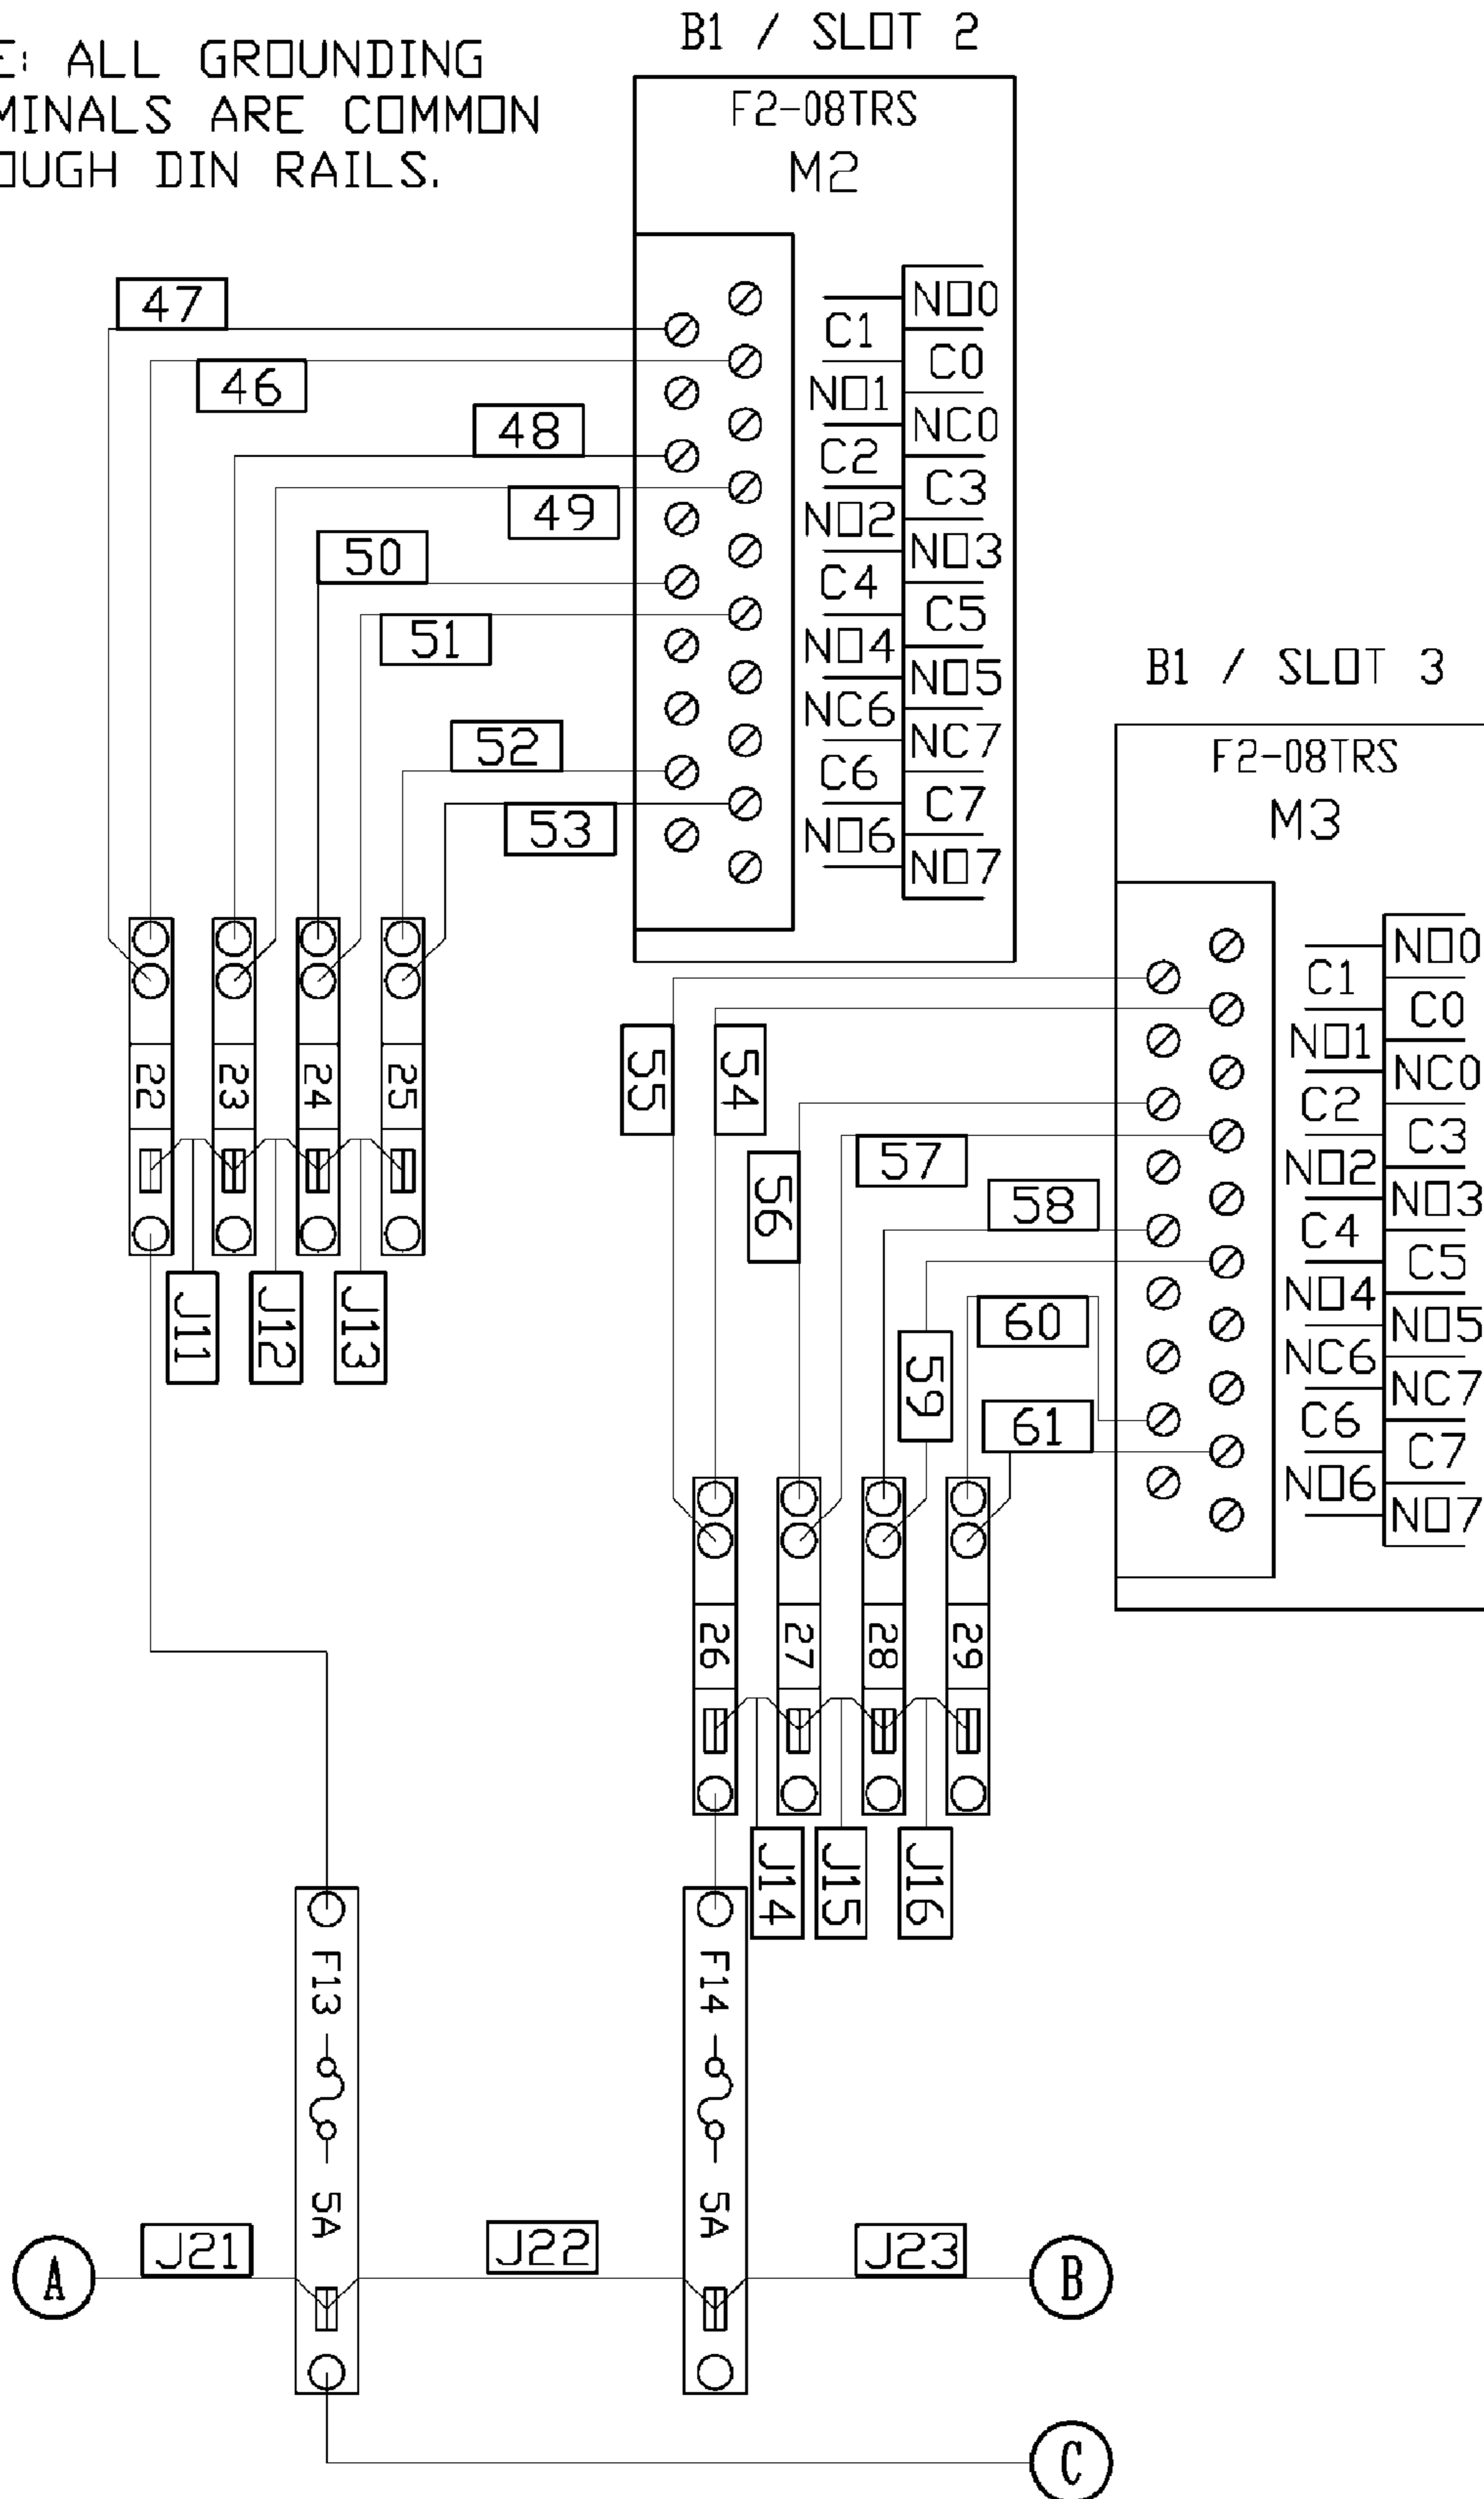 E: ALL GROUNDING
MINALS ARE COMMON
OUGH DIN RAILS.
B1 / SLOT 2
F2-08TRS
M2
47
46
48
49
50
51
52
53
NO0
C1
C0
NO1
NC0
C2
C3
NO2
NO3
C4
C5
NO4
NO5
NC6
NC7
C6
C7
NO6
NO7
B1 / SLOT 3
F2-08TRS
M3
NO0
C1
C0
NO1
NC0
C2
C3
NO2
NO3
C4
C5
NO4
NO5
NC6
NC7
C6
C7
NO6
NO7
22
23
24
25
J11
J12
J13
55
54
56
57
58
59
60
61
26
27
28
29
J14
J15
J16
F13
5A
F14
5A
A
J21
J22
J23
B
C